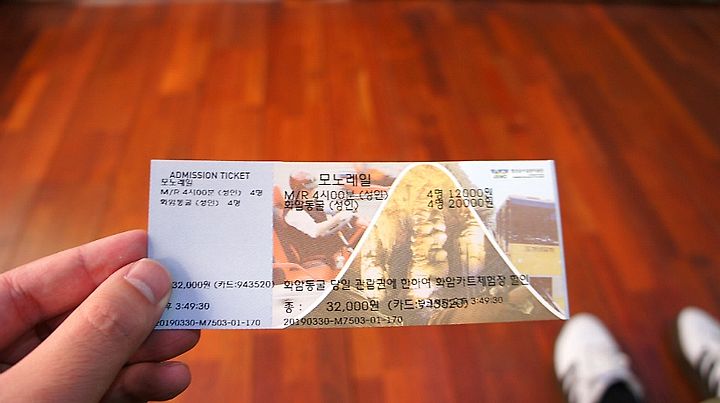 ADMISSION TICKET
모노레일
M/R 4시00분 (성인) 4명
화암동굴 (성인) 4명
32,000원 (카드:943520)
후 3:49:30
20190330-M7503-01-170
모노레일
M/R 4시00분 (성인) 4명 12000원
화암동굴 (성인) 4명 20000원
화암동굴 당일 관람권에 한하여 화암카트체험장 할인
총 : 32,000원 (카드:943520)
3:49:30
20190330-M7503-01-170